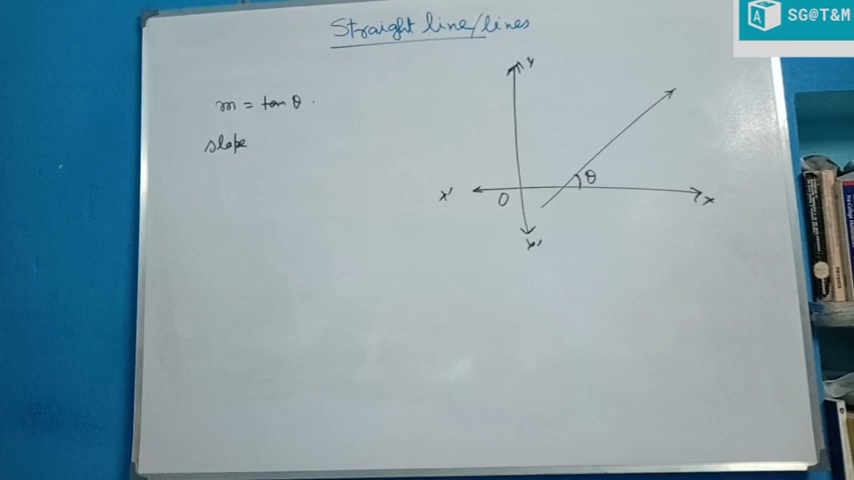 Straight line/lines
m = tan θ.
slope
Y
θ
X'
O
X
Y'
A
SG@T&M